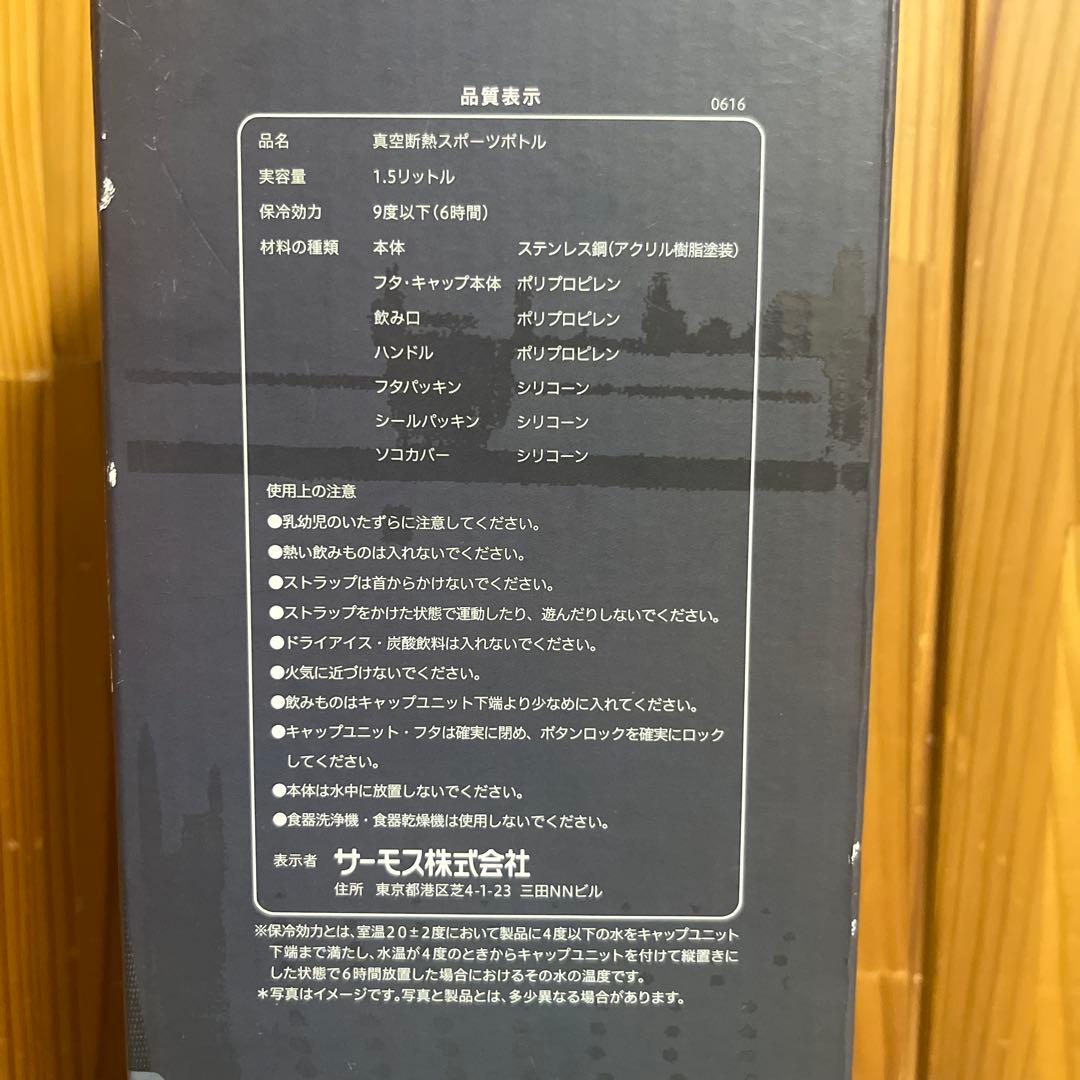 品質表示
0616
品名 真空断熱スポーツボトル
実容量 1.5リットル
保冷効力 9度以下(6時間)
材料の種類 本体 ステンレス鋼(アクリル樹脂塗装)
フタ・キャップ本体 ポリプロピレン
飲み口 ポリプロピレン
ハンドル ポリプロピレン
フタパッキン シリコーン
シールパッキン シリコーン
ソコカバー シリコーン
使用上の注意
●乳幼児のいたずらに注意してください。
●熱い飲みものは入れないでください。
●ストラップは首からかけないでください。
●ストラップをかけた状態で運動したり、遊んだりしないでください。
●ドライアイス・炭酸飲料は入れないでください。
●火気に近づけないでください。
●飲みものはキャップユニット下端より少なめに入れてください。
●キャップユニット・フタは確実に閉め、ボタンロックを確実にロック
してください。
●本体は水中に放置しないでください。
●食器洗浄機・食器乾燥機は使用しないでください。
表示者 サーモス株式会社
住所 東京都港区芝4-1-23 三田NNビル
※保冷効力とは、室温20±2度において製品に4度以下の水をキャップユニット
下端まで満たし、水温が4度のときからキャップユニットを付けて縦置きに
した状態で6時間放置した場合におけるその水の温度です。
*写真はイメージです。写真と製品とは、多少異なる場合があります。